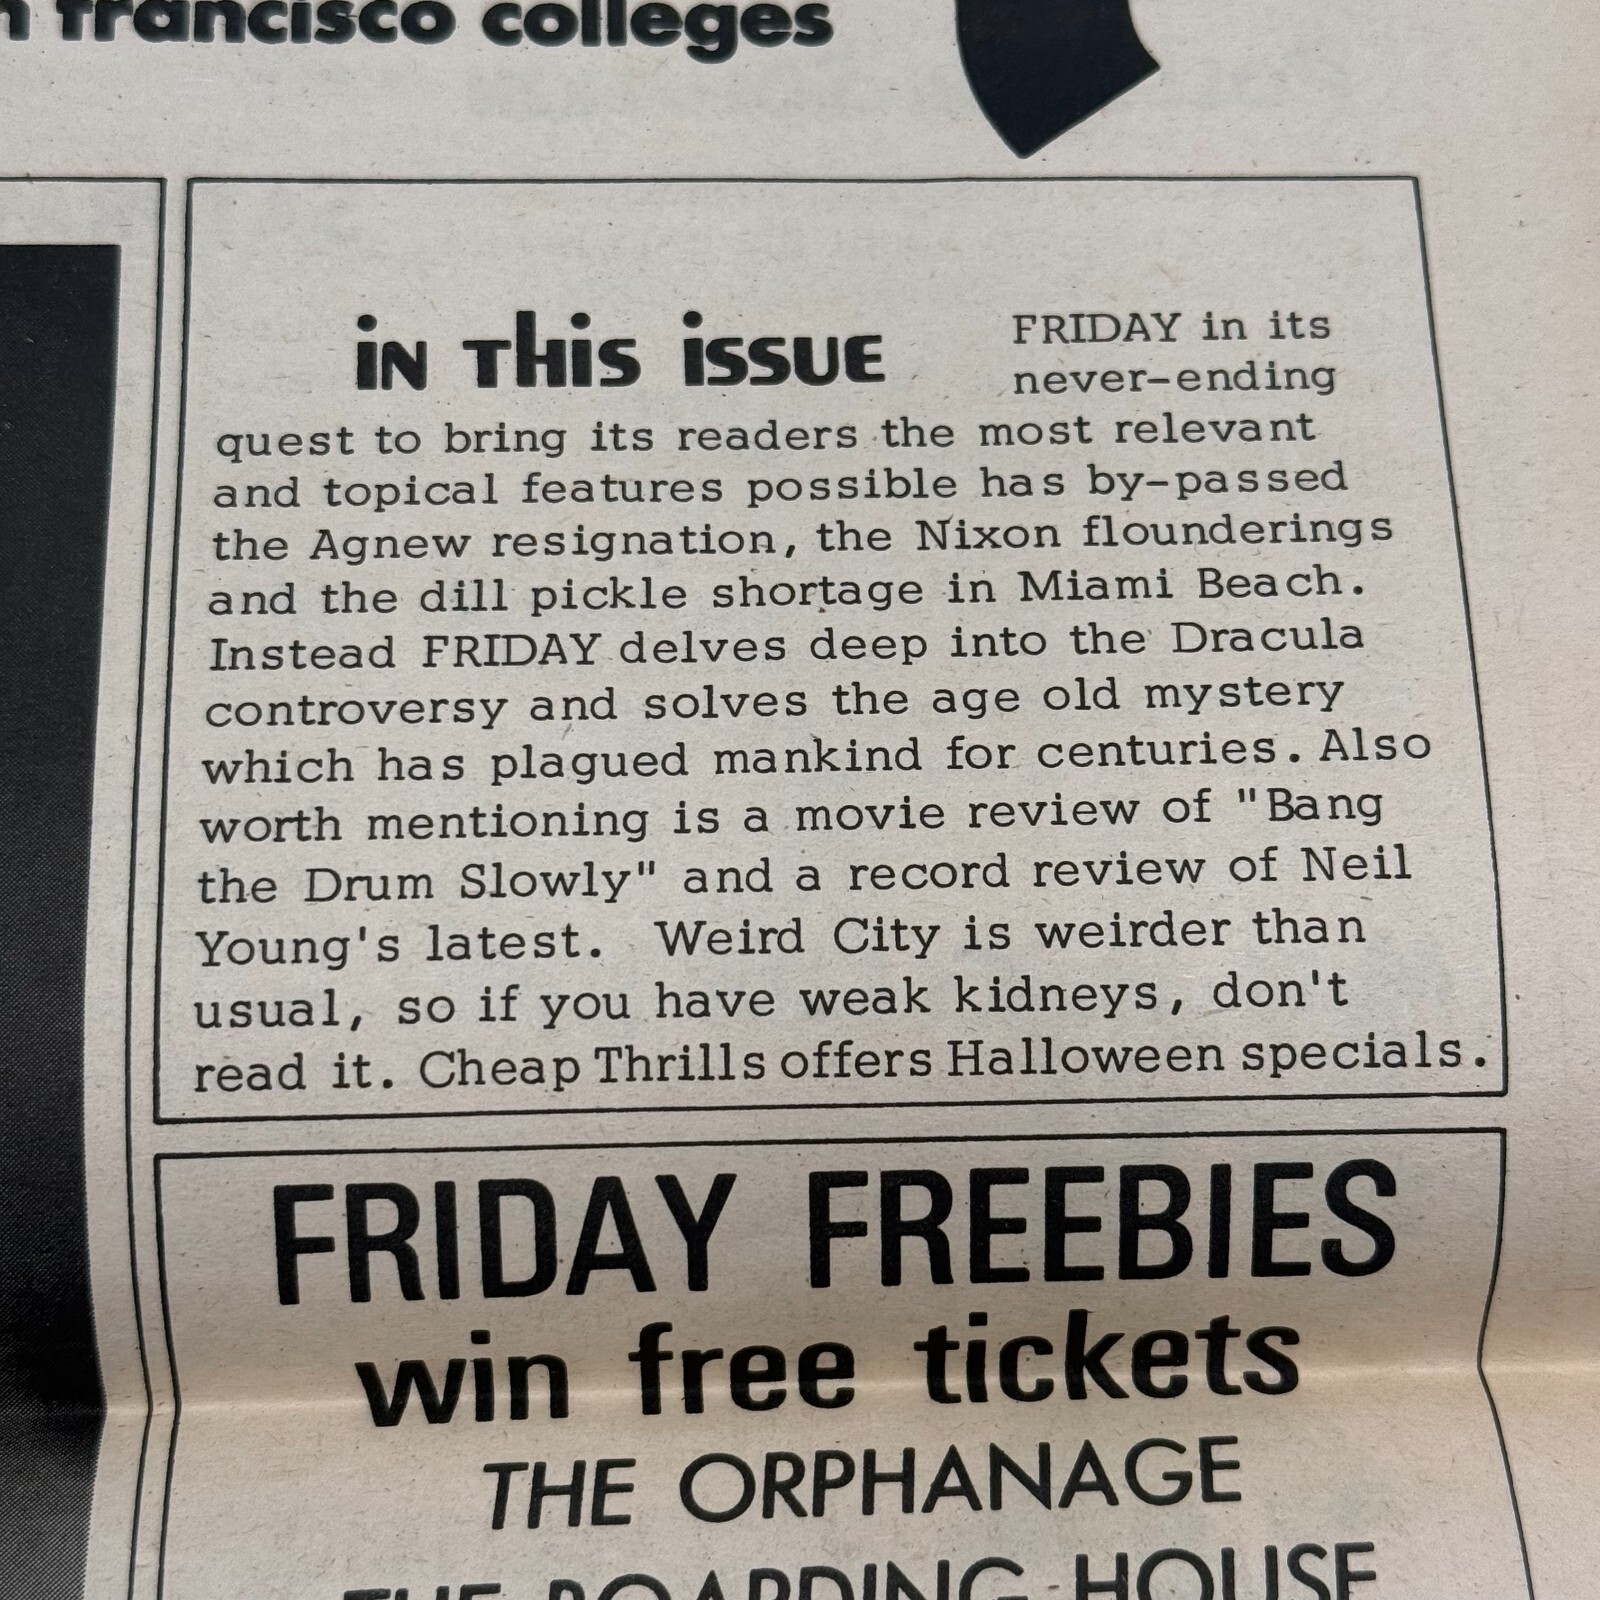 francisco colleges
in this issue
FRIDAY in its
never-ending
quest to bring its readers the most relevant
and topical features possible has by-passed
the Agnew resignation, the Nixon flounderings
and the dill pickle shortage in Miami Beach.
Instead FRIDAY delves deep into the Dracula
controversy and solves the age old mystery
which has plagued mankind for centuries. Also
worth mentioning is a movie review of "Bang
the Drum Slowly" and a record review of Neil
Young's latest. Weird City is weirder than
usual, so if you have weak kidneys, don't
read it. Cheap Thrills offers Halloween specials.
FRIDAY FREEBIES
win free tickets
THE ORPHANAGE
THE BOARDING HOUSE